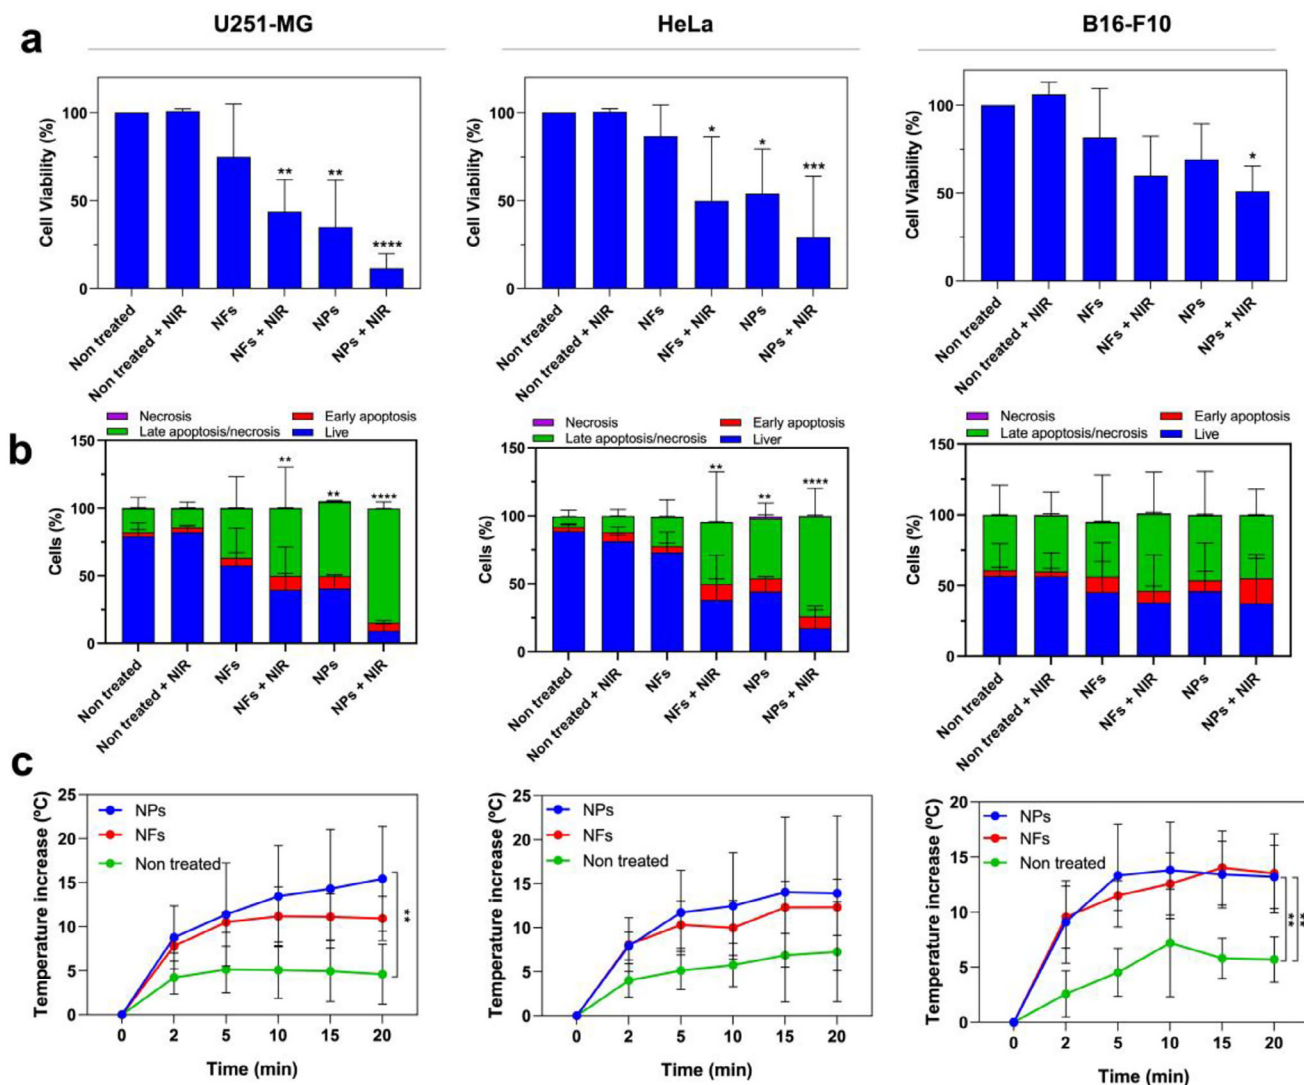 U251-MG
HeLa
B16-F10
a
Cell Viability (%)
100
50
0
** ** ****
Non treated
Non treated + NIR
NFs
NFs + NIR
NPs
NPs + NIR
Cell Viability (%)
100
50
0
* * ***
Non treated
Non treated + NIR
NFs
NFs + NIR
NPs
NPs + NIR
Cell Viability (%)
100
50
0
*
Non treated
Non treated + NIR
NFs
NFs + NIR
NPs
NPs + NIR
b
Necrosis Early apoptosis
Late apoptosis/necrosis Live
Cells (%)
150
100
50
0
** ** ****
Non treated
Non treated + NIR
NFs
NFs + NIR
NPs
NPs + NIR
Necrosis Early apoptosis
Late apoptosis/necrosis Liver
Cells (%)
150
100
50
0
** ** ****
Non treated
Non treated + NIR
NFs
NFs + NIR
NPs
NPs + NIR
Necrosis Early apoptosis
Late apoptosis/necrosis Live
Cells (%)
150
100
50
0
Non treated
Non treated + NIR
NFs
NFs + NIR
NPs
NPs + NIR
c
Temperature increase (ºC)
25
20
15
10
5
0
NPs
NFs
Non treated
**
0 2 5 10 15 20
Time (min)
Temperature increase (ºC)
25
20
15
10
5
0
NPs
NFs
Non treated
0 2 5 10 15 20
Time (min)
Temperature increase (ºC)
20
15
10
5
0
NPs
NFs
Non treated
**
0 2 5 10 15 20
Time (min)